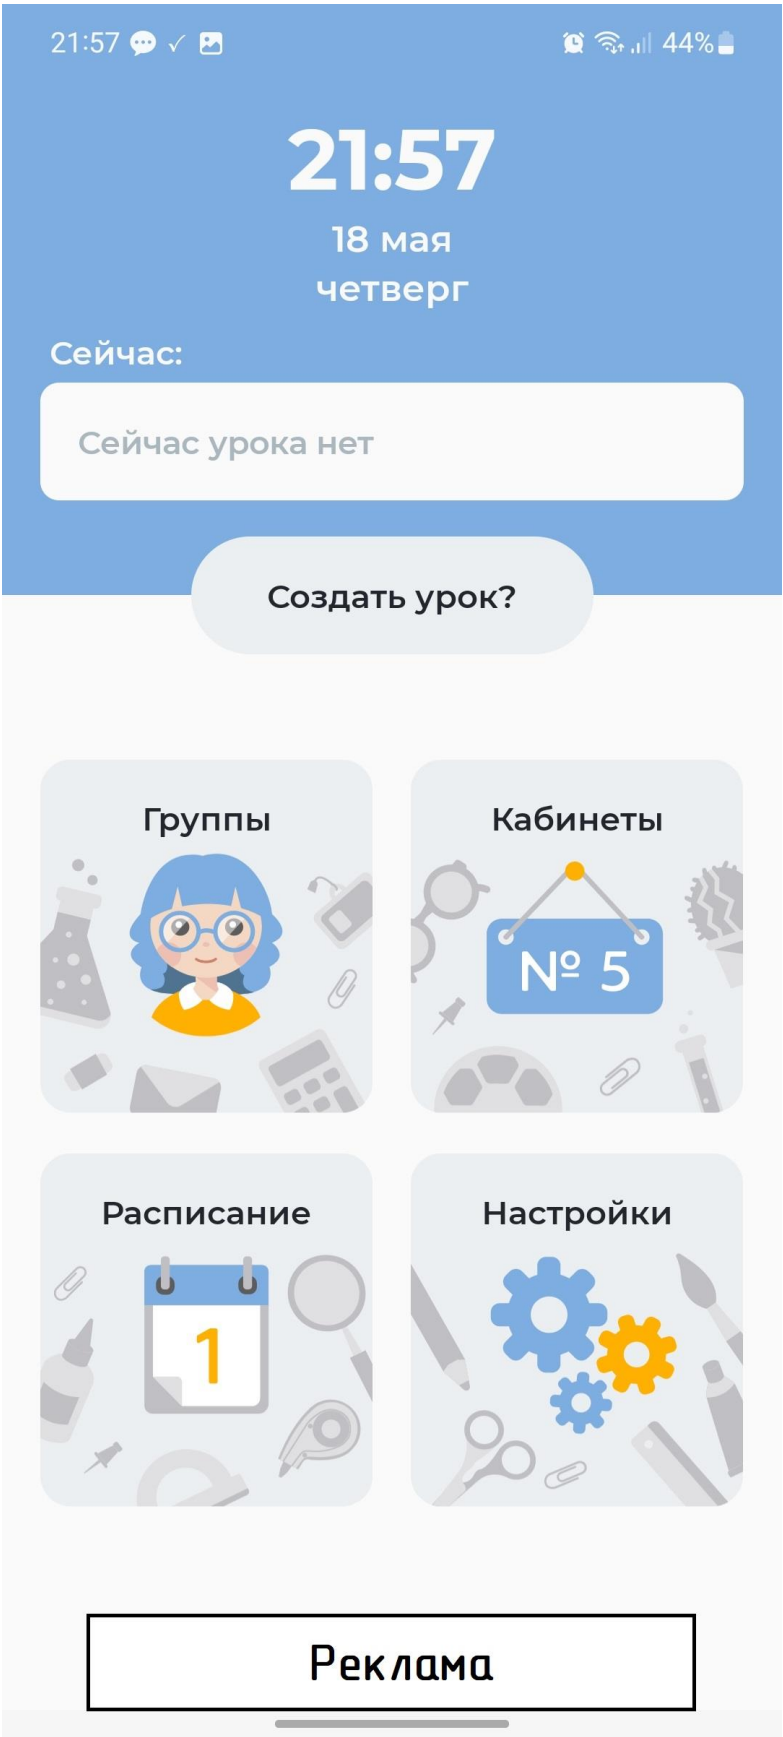 21:57
44%
21:57
18 мая
четверг
Сейчас:
Сейчас урока нет
Создать урок?
Группы
Кабинеты
№ 5
Расписание
Настройки
1
Реклама